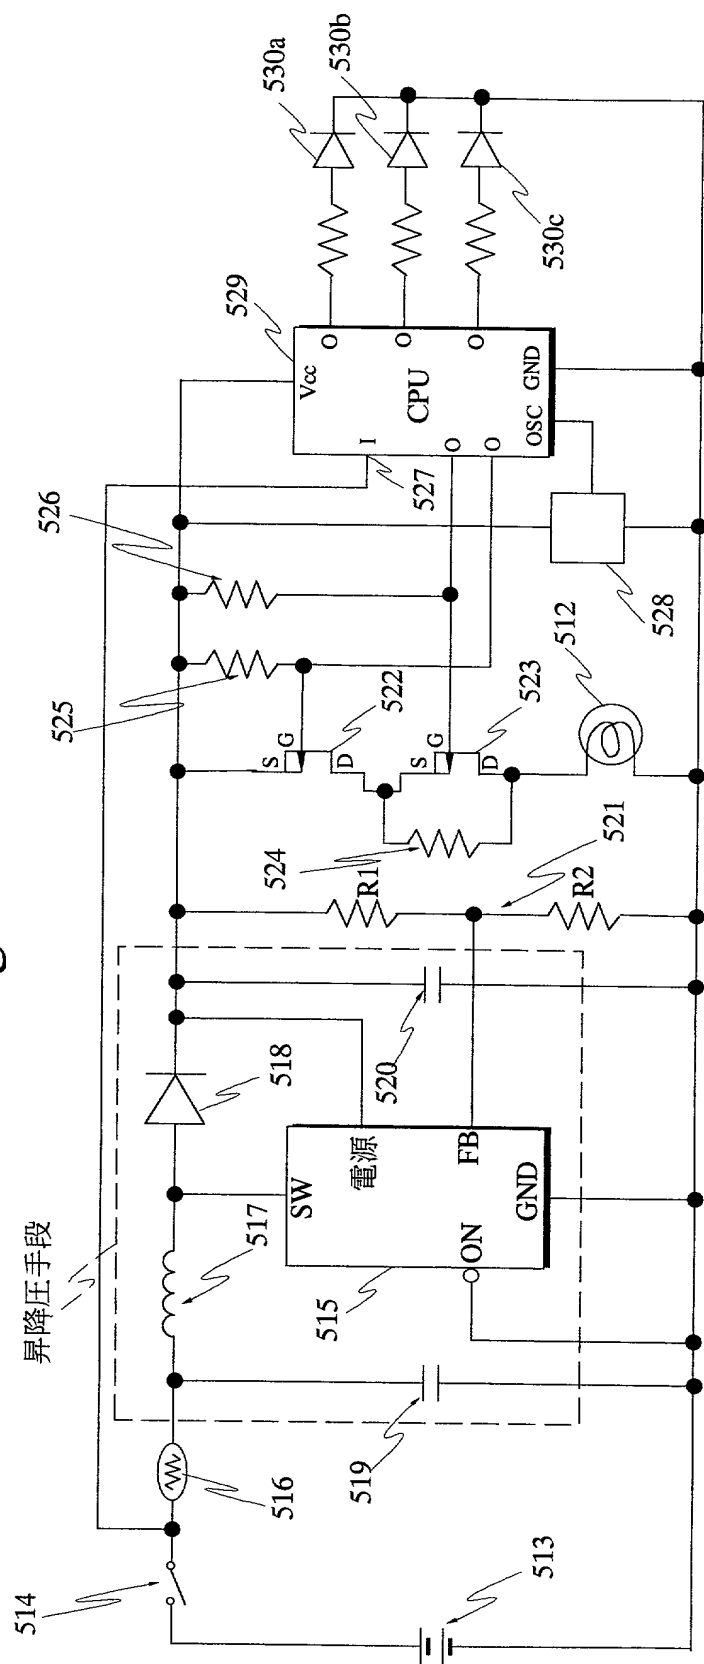 530a
530b
530c
529
Vcc
O
O
O
CPU
I
O
O
OSC
GND
527
526
525
528
512
S
G
D
522
S
G
D
523
524
R1
521
R2
昇降圧手段
518
520
517
SW
電源
FB
ON
GND
515
519
516
514
513